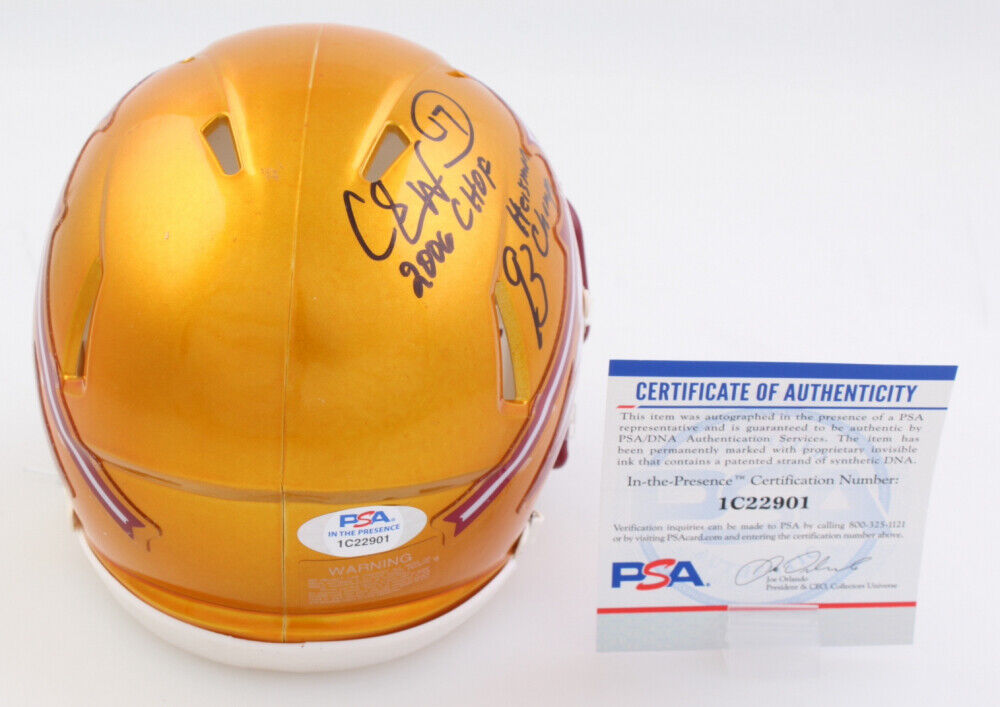 17
2006 CHOF
93
Heisman
Champ
PSA
IN THE PRESENCE
1C22901
WARNING
CERTIFICATE OF AUTHENTICITY
This item was autographed in the presence of a PSA
representative and is guaranteed to be authentic by
PSA/DNA Authentication Services. The item has
been permanently marked with proprietary invisible
ink that contains a patented strand of synthetic DNA.
In-the-Presence™ Certification Number:
1C22901
Verification inquiries can be made to PSA by calling 800-325-1121
or by visiting PSAcard.com and entering the certification number above.
PSA
Joe Orlando
President & CEO, Collectors Universe